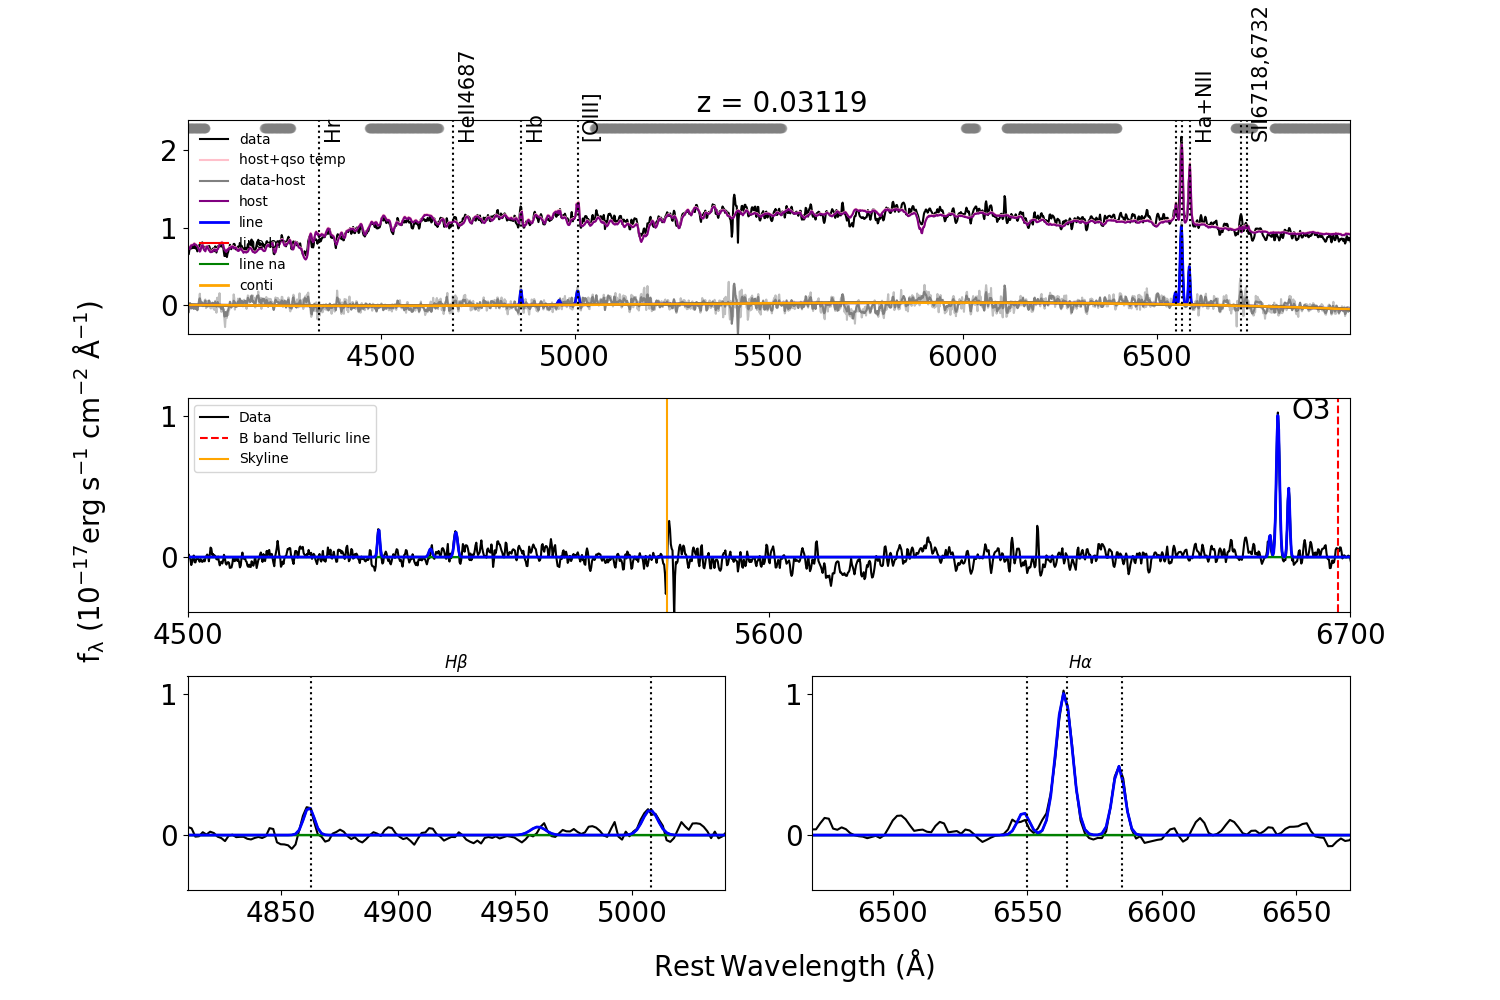 z = 0.03119
Hr
HeII4687
Hb
[OIII]
Ha+NII
SII6718,6732
data
host+qso temp
data-host
host
line
line na
conti
2
1
0
4500 5000 5500 6000 6500
Data
B band Telluric line
Skyline
O3
1
0
4500 5600 6700
fλ (10−17erg s−1 cm−2 Å−1)
Hβ
1
0
4850 4900 4950 5000
Hα
1
0
6500 6550 6600 6650
Rest Wavelength (Å)